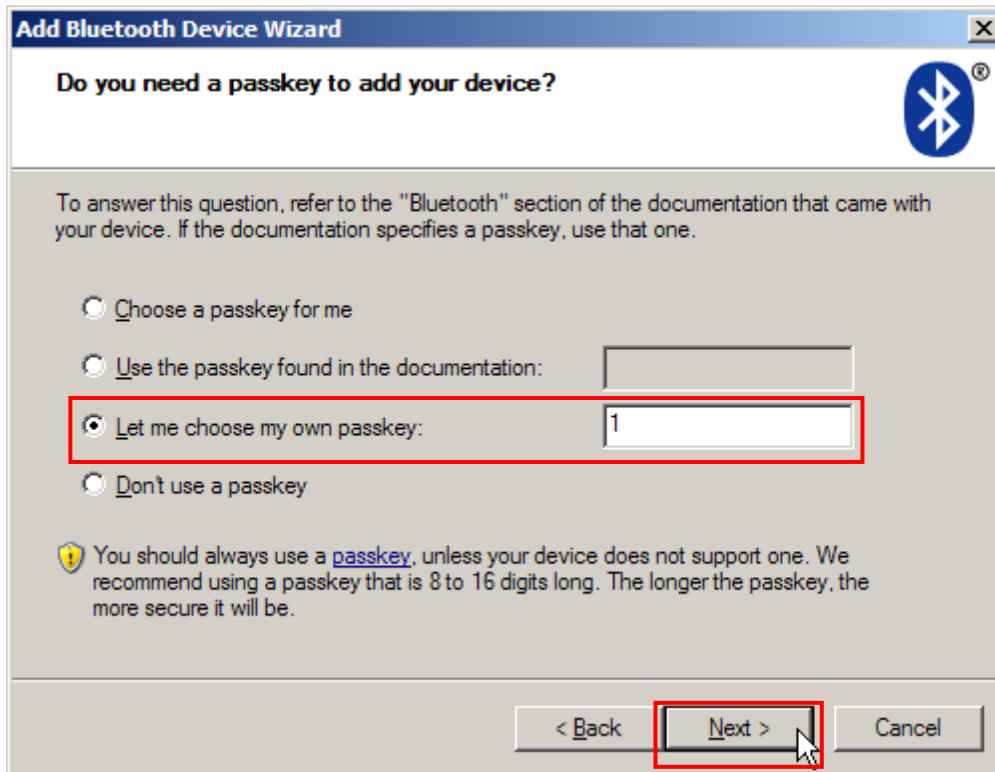 Add Bluetooth Device Wizard
Do you need a passkey to add your device?
®
To answer this question, refer to the "Bluetooth" section of the documentation that came with
your device. If the documentation specifies a passkey, use that one.
Choose a passkey for me
Use the passkey found in the documentation:
Let me choose my own passkey: 1
Don't use a passkey
You should always use a passkey, unless your device does not support one. We
recommend using a passkey that is 8 to 16 digits long. The longer the passkey, the
more secure it will be.
< Back Next > Cancel